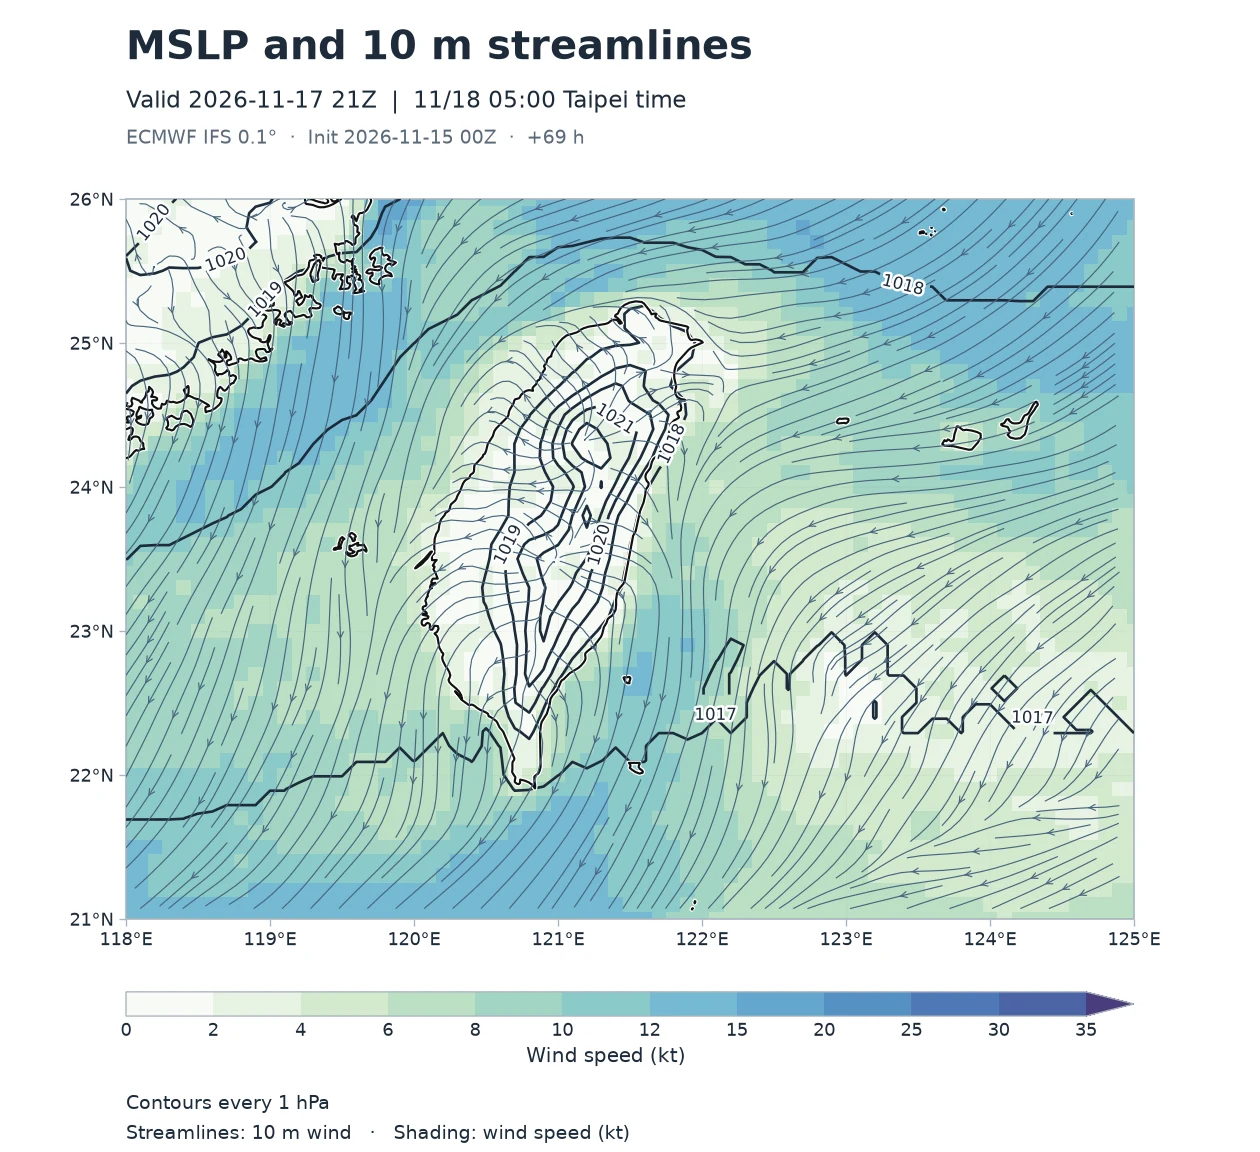 MSLP and 10 m streamlines
Valid 2026-11-17 21Z | 11/18 05:00 Taipei time
ECMWF IFS 0.1° · Init 2026-11-15 00Z · +69 h
26°N
25°N
24°N
23°N
22°N
21°N
1020
1020
1019
1018
1021
1018
1019
1020
1017
1017
118°E 119°E 120°E 121°E 122°E 123°E 124°E 125°E
0 2 4 6 8 10 12 15 20 25 30 35
Wind speed (kt)
Contours every 1 hPa
Streamlines: 10 m wind · Shading: wind speed (kt)